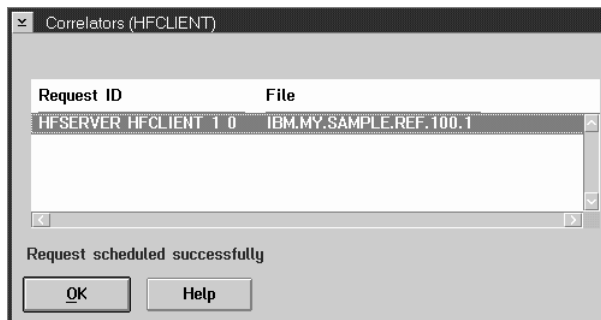 Correlators (HFCLIENT)
Request ID File
HFSERVER HFCLIENT 1 0 IBM.MY.SAMPLE.REF.100.1
Request scheduled successfully
OK Help